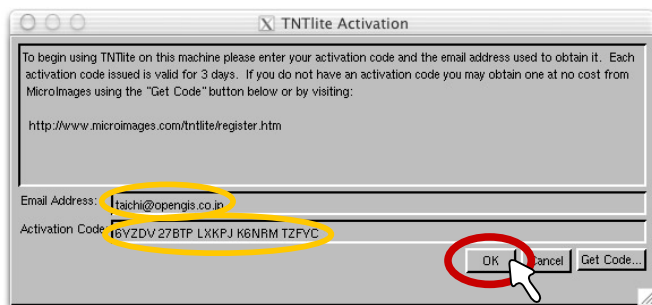 TNTlite Activation
To begin using TNTlite on this machine please enter your activation code and the email address used to obtain it. Each
activation code issued is valid for 3 days. If you do not have an activation code you may obtain one at no cost from
MicroImages using the "Get Code" button below or by visiting:
http://www.microimages.com/tntlite/register.htm
Email Address: taichi@opengis.co.jp
Activation Code 6YZDV 27BTP LXKPJ K6NRM TZFYC
OK Cancel Get Code...